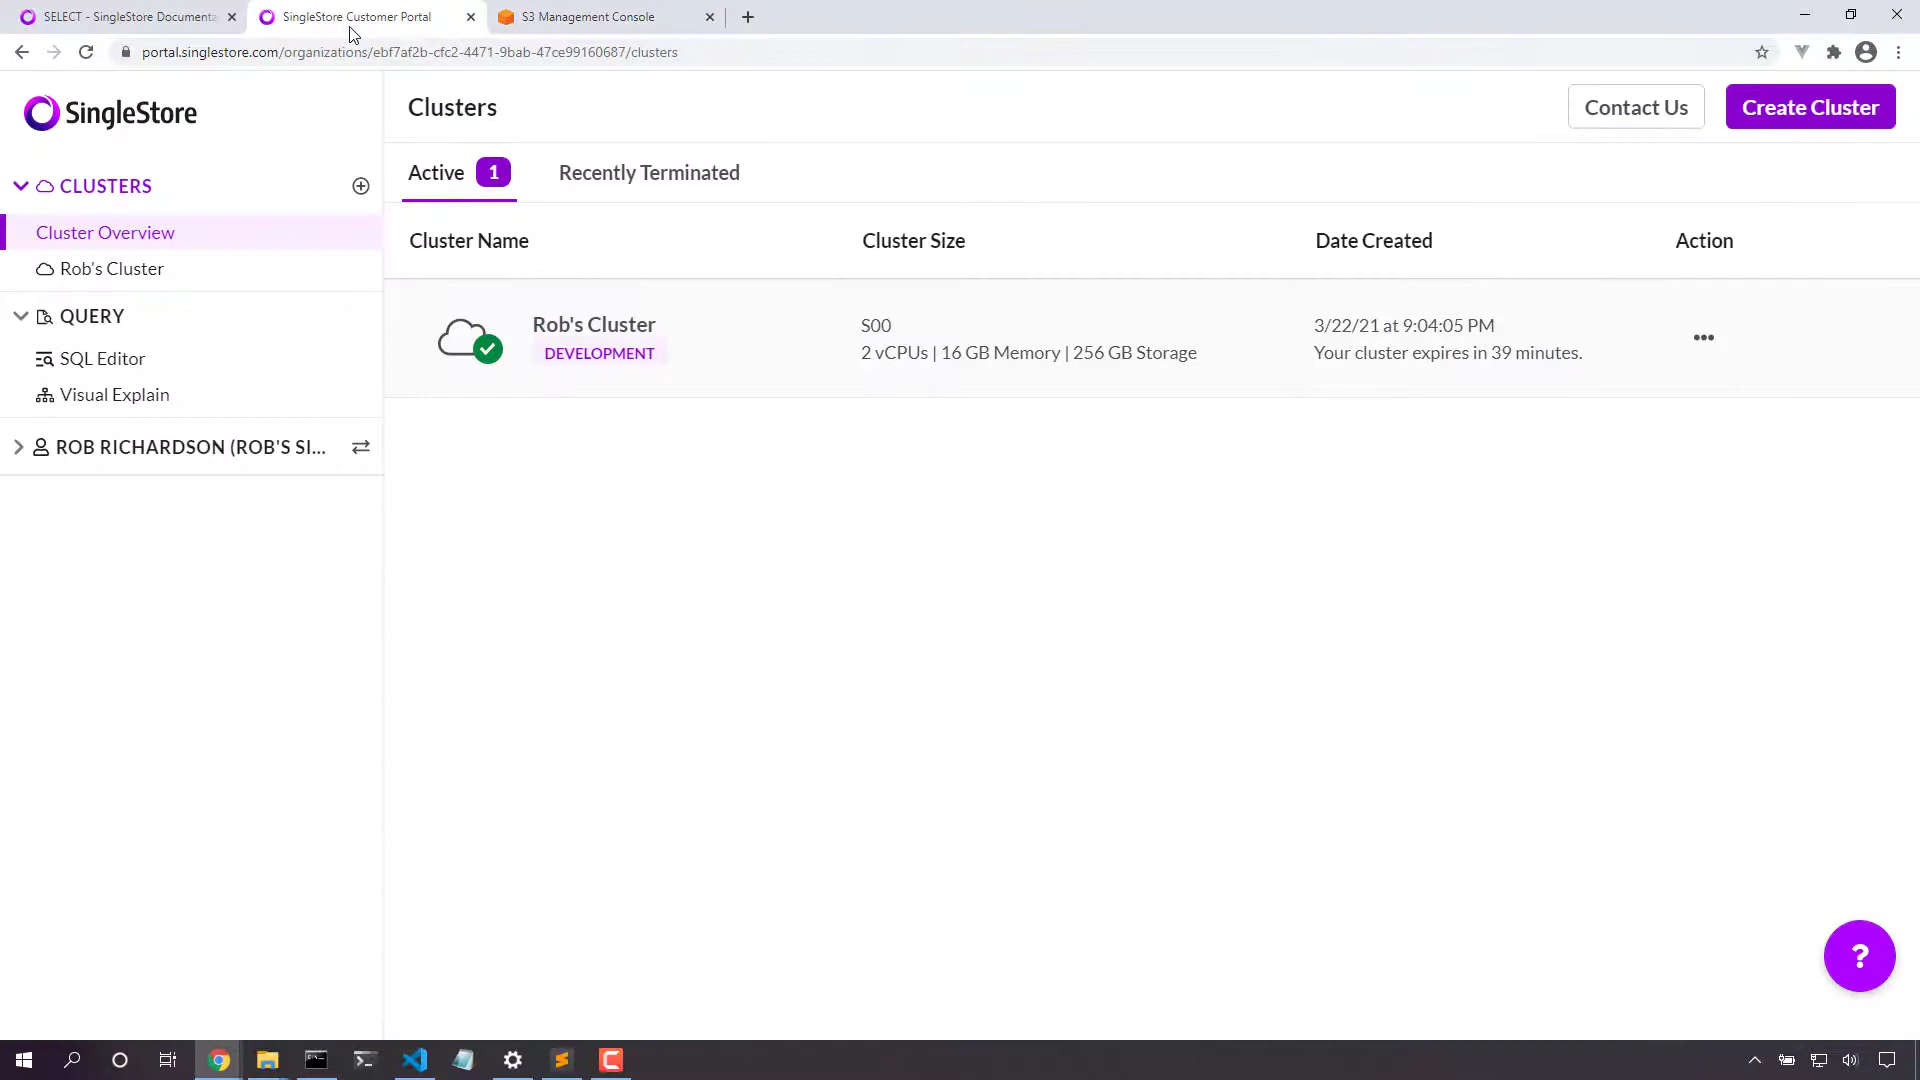 SELECT - SingleStore Documenta
SingleStore Customer Portal
S3 Management Console
portal.singlestore.com/organizations/ebf7af2b-cfc2-4471-9bab-47ce99160687/clusters
SingleStore
Clusters
Contact Us
Create Cluster
CLUSTERS
Active 1
Recently Terminated
Cluster Overview
Rob's Cluster
Cluster Name
Cluster Size
Date Created
Action
QUERY
SQL Editor
Visual Explain
Rob's Cluster
DEVELOPMENT
S00
2 vCPUs | 16 GB Memory | 256 GB Storage
3/22/21 at 9:04:05 PM
Your cluster expires in 39 minutes.
ROB RICHARDSON (ROB'S SI...
?